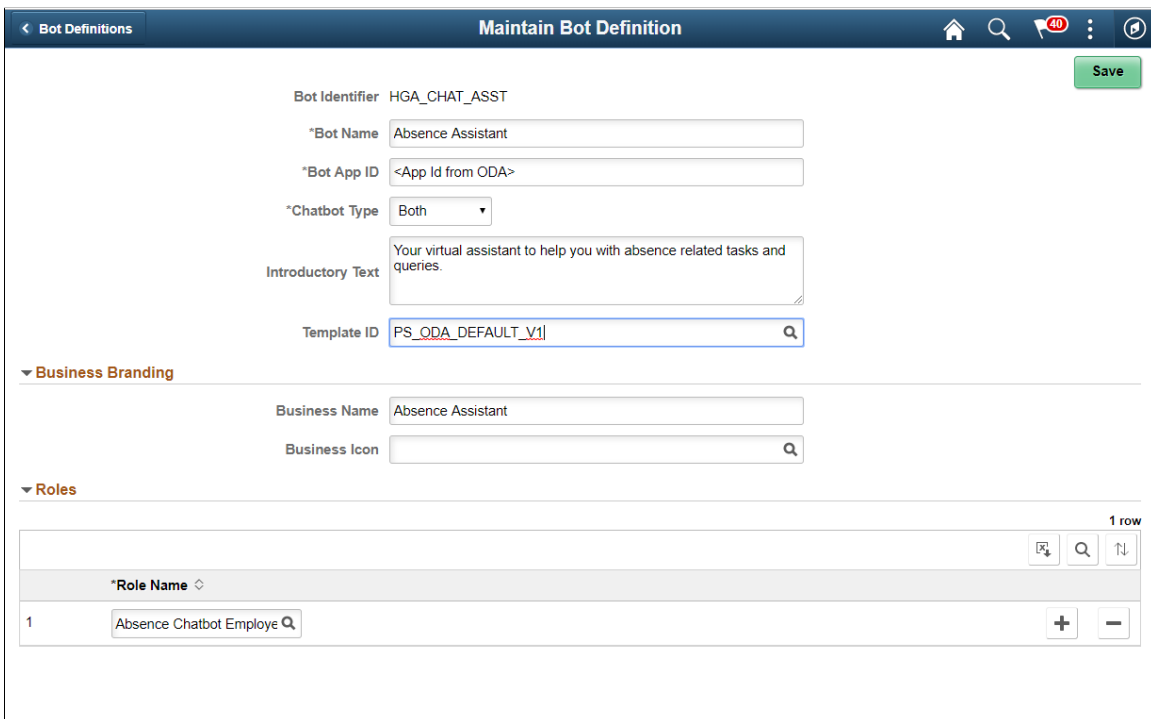 Bot Definitions
Maintain Bot Definition
40
Save
Bot Identifier HGA_CHAT_ASST
*Bot Name Absence Assistant
*Bot App ID <App Id from ODA>
*Chatbot Type Both
Introductory Text Your virtual assistant to help you with absence related tasks and
queries.
Template ID PS_ODA_DEFAULT_V1
Business Branding
Business Name Absence Assistant
Business Icon
Roles
1 row
*Role Name
1 Absence Chatbot Employe